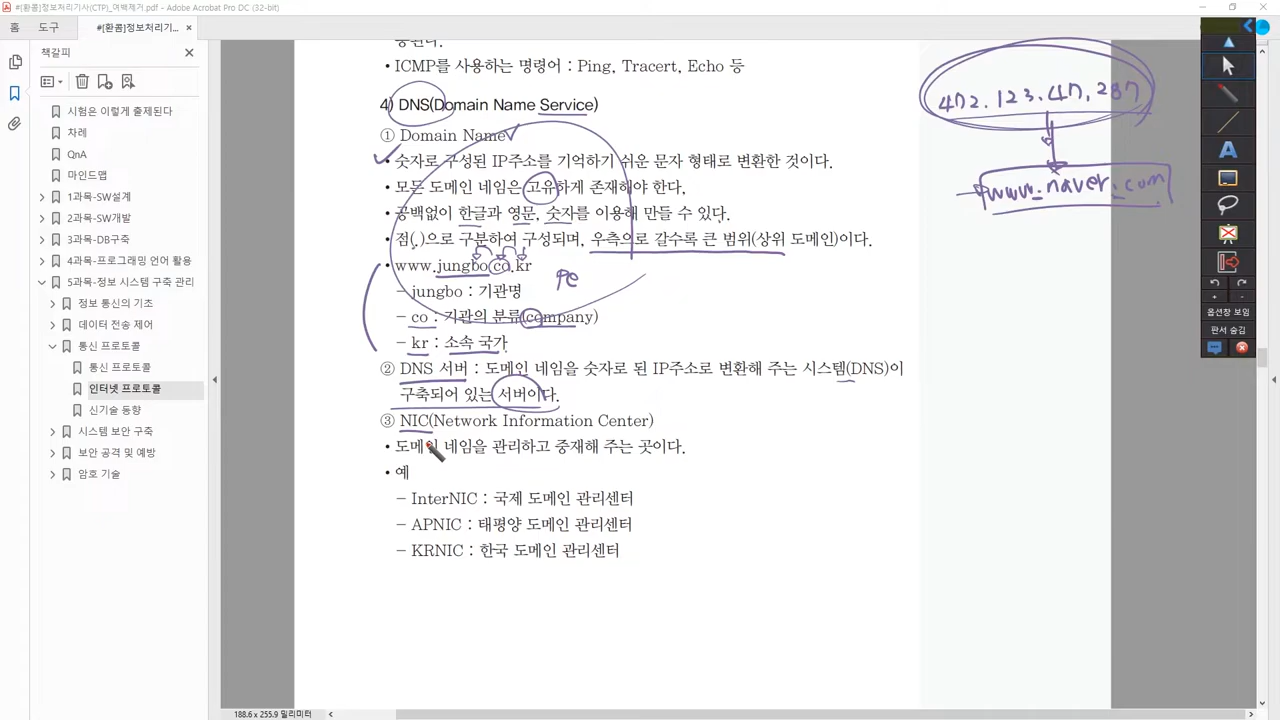 #[환콤]정보처리기사(CTP)_여백제거.pdf - Adobe Acrobat Pro DC (32-bit)
홈 도구 #[환콤]정보처리기... ×
책갈피 ×
시험은 이렇게 출제된다
차례
QnA
마인드맵
1과목-SW설계
2과목-SW개발
3과목-DB구축
4과목-프로그래밍 언어 활용
5과목-정보 시스템 구축 관리
정보 통신의 기초
데이터 전송 제어
통신 프로토콜
통신 프로토콜
인터넷 프로토콜
신기술 동향
시스템 보안 구축
보안 공격 및 예방
암호 기술
• ICMP를 사용하는 명령어 : Ping, Tracert, Echo 등
4) DNS(Domain Name Service)
① Domain Name
• 숫자로 구성된 IP주소를 기억하기 쉬운 문자 형태로 변환한 것이다.
• 모든 도메인 네임은 고유하게 존재해야 한다.
• 공백없이 한글과 영문, 숫자를 이용해 만들 수 있다.
• 점(.)으로 구분하여 구성되며, 우측으로 갈수록 큰 범위(상위 도메인)이다.
• www.jungbo.co.kr
pe
– jungbo : 기관명
– co : 기관의 분류(company)
– kr : 소속 국가
② DNS 서버 : 도메인 네임을 숫자로 된 IP주소로 변환해 주는 시스템(DNS)이
구축되어 있는 서버이다.
③ NIC(Network Information Center)
• 도메인 네임을 관리하고 중재해 주는 곳이다.
• 예
– InterNIC : 국제 도메인 관리센터
– APNIC : 태평양 도메인 관리센터
– KRNIC : 한국 도메인 관리센터
472.123.47.287
www.naver.com
옵션창 보임
판서 숨김
188.6 x 255.9 밀리미터